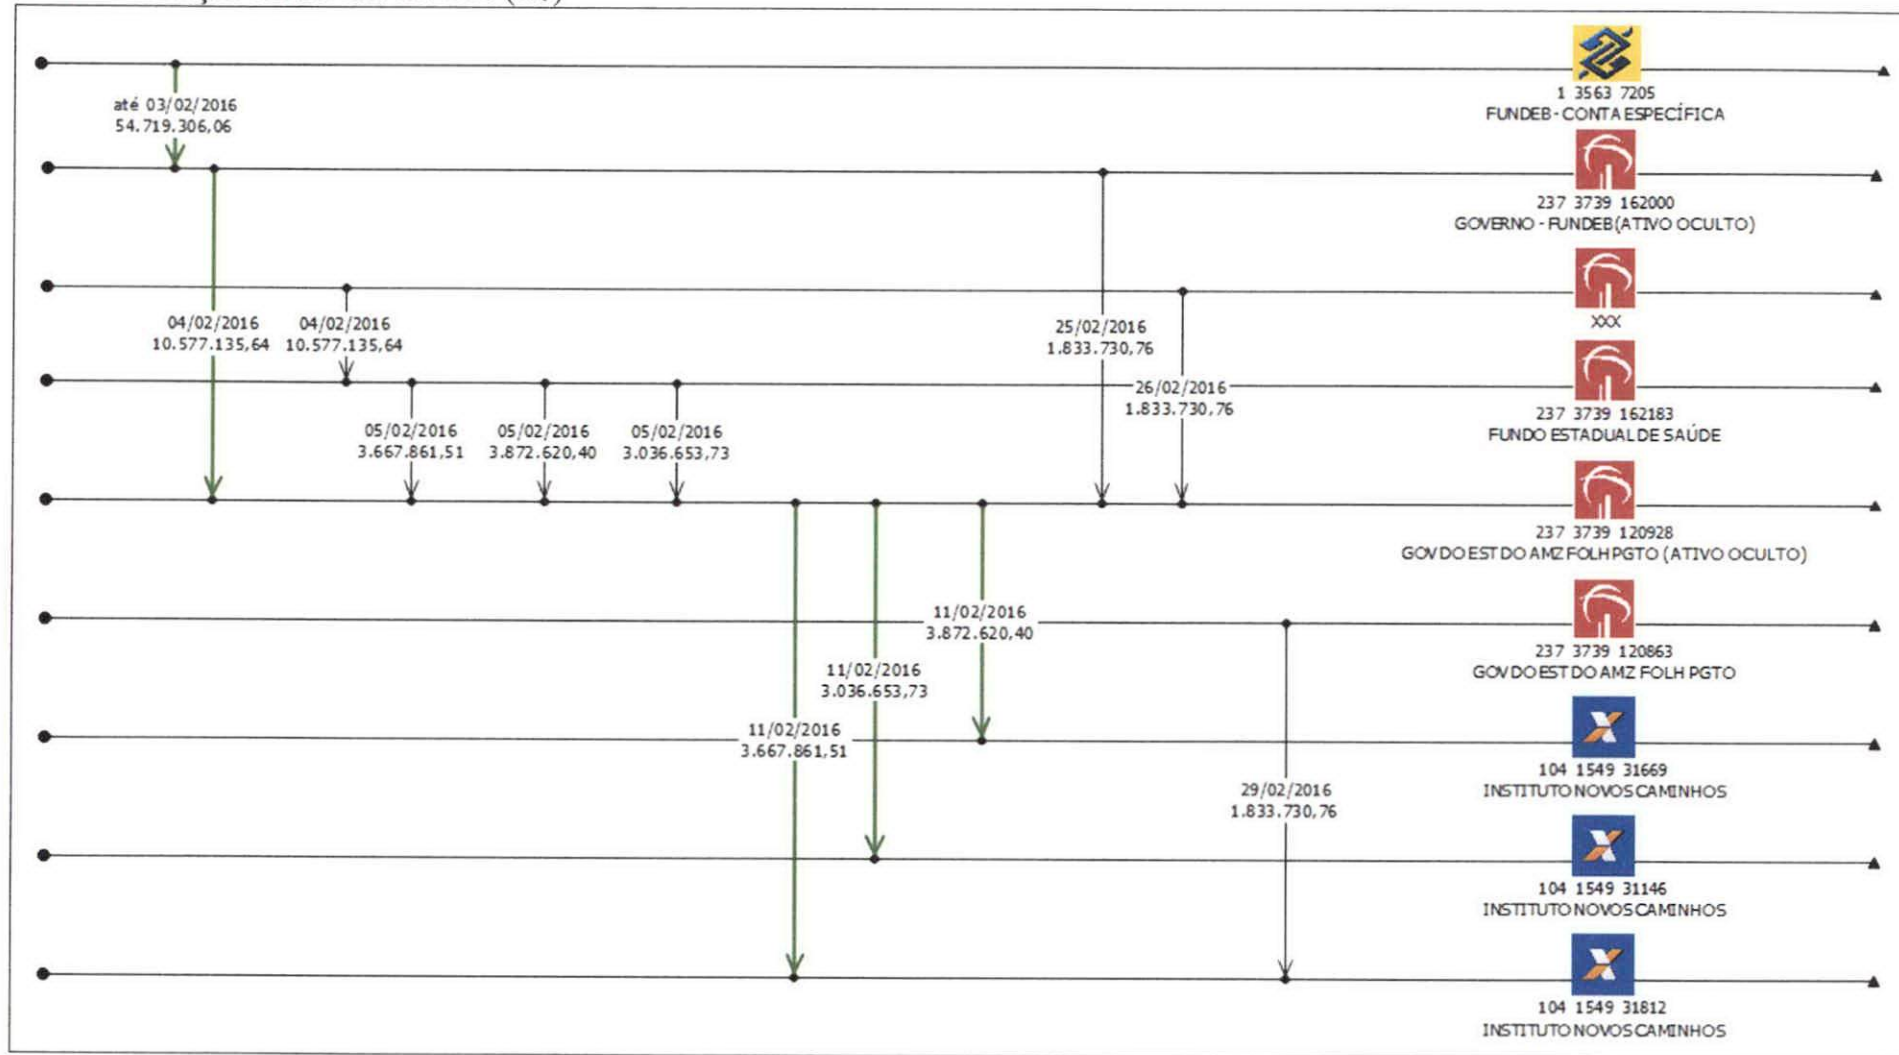 até 03/02/2016
54.719.306,06
1 3563 7205
FUNDEB - CONTA ESPECÍFICA
237 3739 162000
GOVERNO - FUNDEB (ATIVO OCULTO)
04/02/2016
10.577.135,64
04/02/2016
10.577.135,64
25/02/2016
1.833.730,76
XXX
26/02/2016
1.833.730,76
237 3739 162183
FUNDO ESTADUAL DE SAÚDE
05/02/2016
3.667.861,51
05/02/2016
3.872.620,40
05/02/2016
3.036.653,73
237 3739 120928
GOV DO EST DO AMZ FOLH PGTO (ATIVO OCULTO)
11/02/2016
3.872.620,40
237 3739 120863
GOV DO EST DO AMZ FOLH PGTO
11/02/2016
3.036.653,73
11/02/2016
3.667.861,51
104 1549 31669
INSTITUTO NOVOS CAMINHOS
29/02/2016
1.833.730,76
104 1549 31146
INSTITUTO NOVOS CAMINHOS
104 1549 31812
INSTITUTO NOVOS CAMINHOS